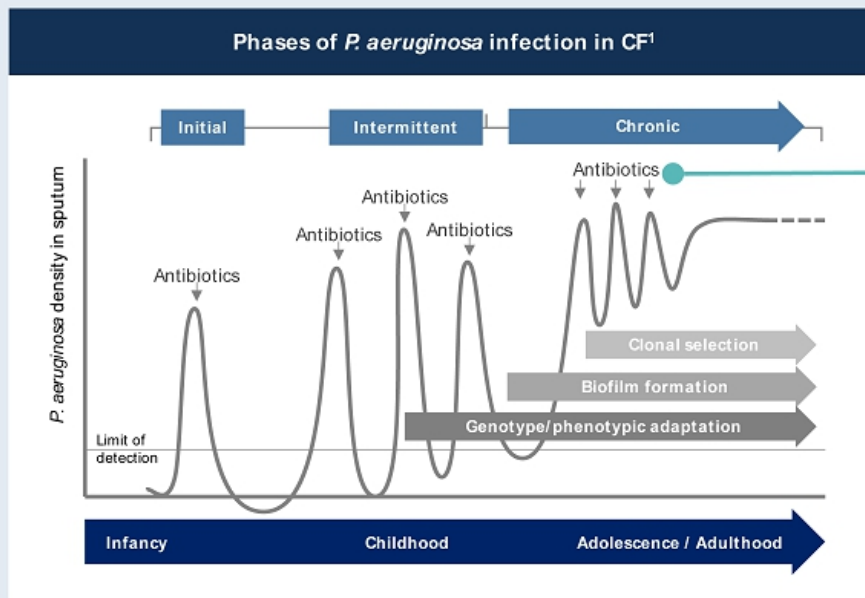 Phases of P. aeruginosa infection in CF¹
Initial
Intermittent
Chronic
Antibiotics
Antibiotics
Antibiotics
Antibiotics
Antibiotics
P. aeruginosa density in sputum
Clonal selection
Biofilm formation
Genotype/phenotypic adaptation
Limit of
detection
Infancy
Childhood
Adolescence / Adulthood